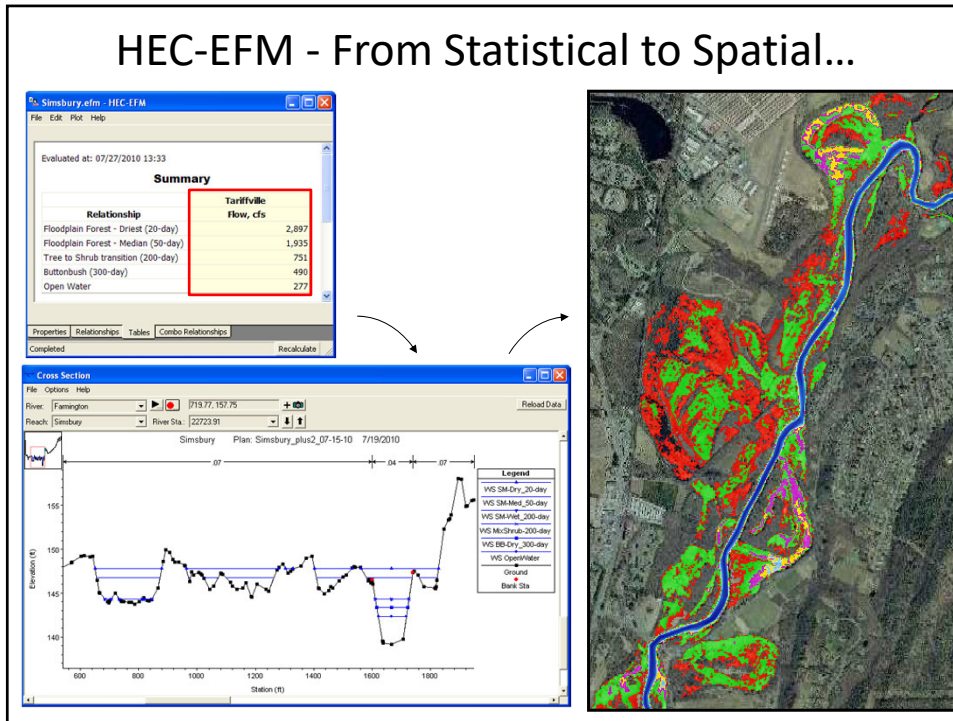 HEC-EFM - From Statistical to Spatial...
Simsbury.efm - HEC-EFM
File Edit Plot Help
Evaluated at: 07/27/2010 13:33
Summary
Tariffville
Relationship Flow, cfs
Floodplain Forest - Driest (20-day) 2,897
Floodplain Forest - Median (50-day) 1,935
Tree to Shrub transition (200-day) 751
Buttonbush (300-day) 490
Open Water 277
Properties Relationships Tables Combo Relationships
Completed Recalculate
Cross Section
File Options Help
River: Farmington 719.77, 157.75 Reload Data
Reach: Simsbury River Sta.: 22723.91
Simsbury Plan: Simsbury_plus2_07-15-10 7/19/2010
.07 .04 .07
Legend
WS SM-Dry_20-day
WS SM-Med_50-day
WS SM-Wet_200-day
WS MixShrub-200-day
WS BB-Dry_300-day
WS OpenWater
Ground
Bank Sta
Elevation (ft)
155
150
145
140
600 800 1000 1200 1400 1600 1800
Station (ft)